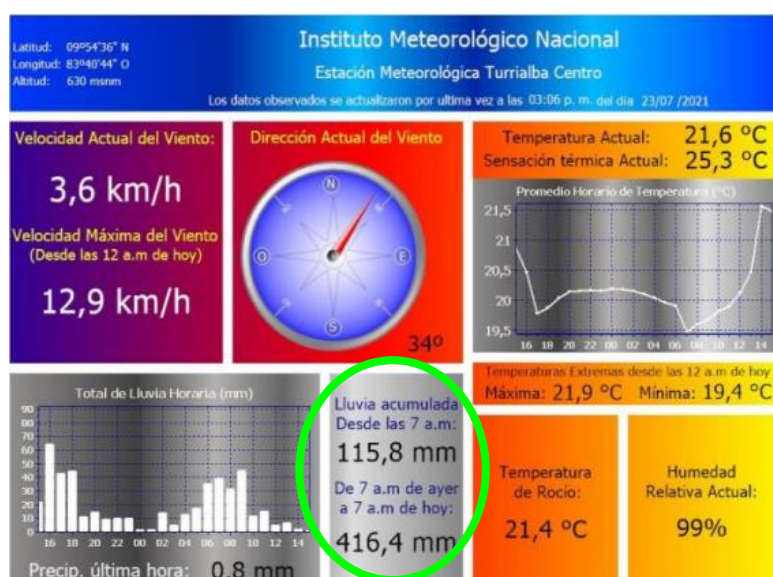 Latitud: 09º54'36" N
Longitud: 83º40'44" O
Altitud: 630 msnm
Instituto Meteorológico Nacional
Estación Meteorológica Turrialba Centro
Los datos observados se actualizaron por ultima vez a las 03:06 p. m. del día 23/07 /2021
Velocidad Actual del Viento:
3,6 km/h
Velocidad Máxima del Viento
(Desde las 12 a.m de hoy)
12,9 km/h
Dirección Actual del Viento
N
O
E
S
34º
Temperatura Actual: 21,6 ºC
Sensación térmica Actual: 25,3 ºC
Promedio Horario de Temperatura (ºC)
21,5
21
20,5
20
19,5
16 18 20 22 00 02 04 06 08 10 12 14
Temperaturas Extremas desde las 12 a.m de hoy
Máxima: 21,9 ºC Mínima: 19,4 ºC
Total de Lluvia Horaria (mm)
90
80
70
60
50
40
30
20
10
0
16 18 20 22 00 02 04 06 08 10 12 14
Precip. última hora: 0,8 mm
Lluvia acumulada
Desde las 7 a.m:
115,8 mm
De 7 a.m de ayer
a 7 a.m de hoy:
416,4 mm
Temperatura
de Rocío:
21,4 ºC
Humedad
Relativa Actual:
99%